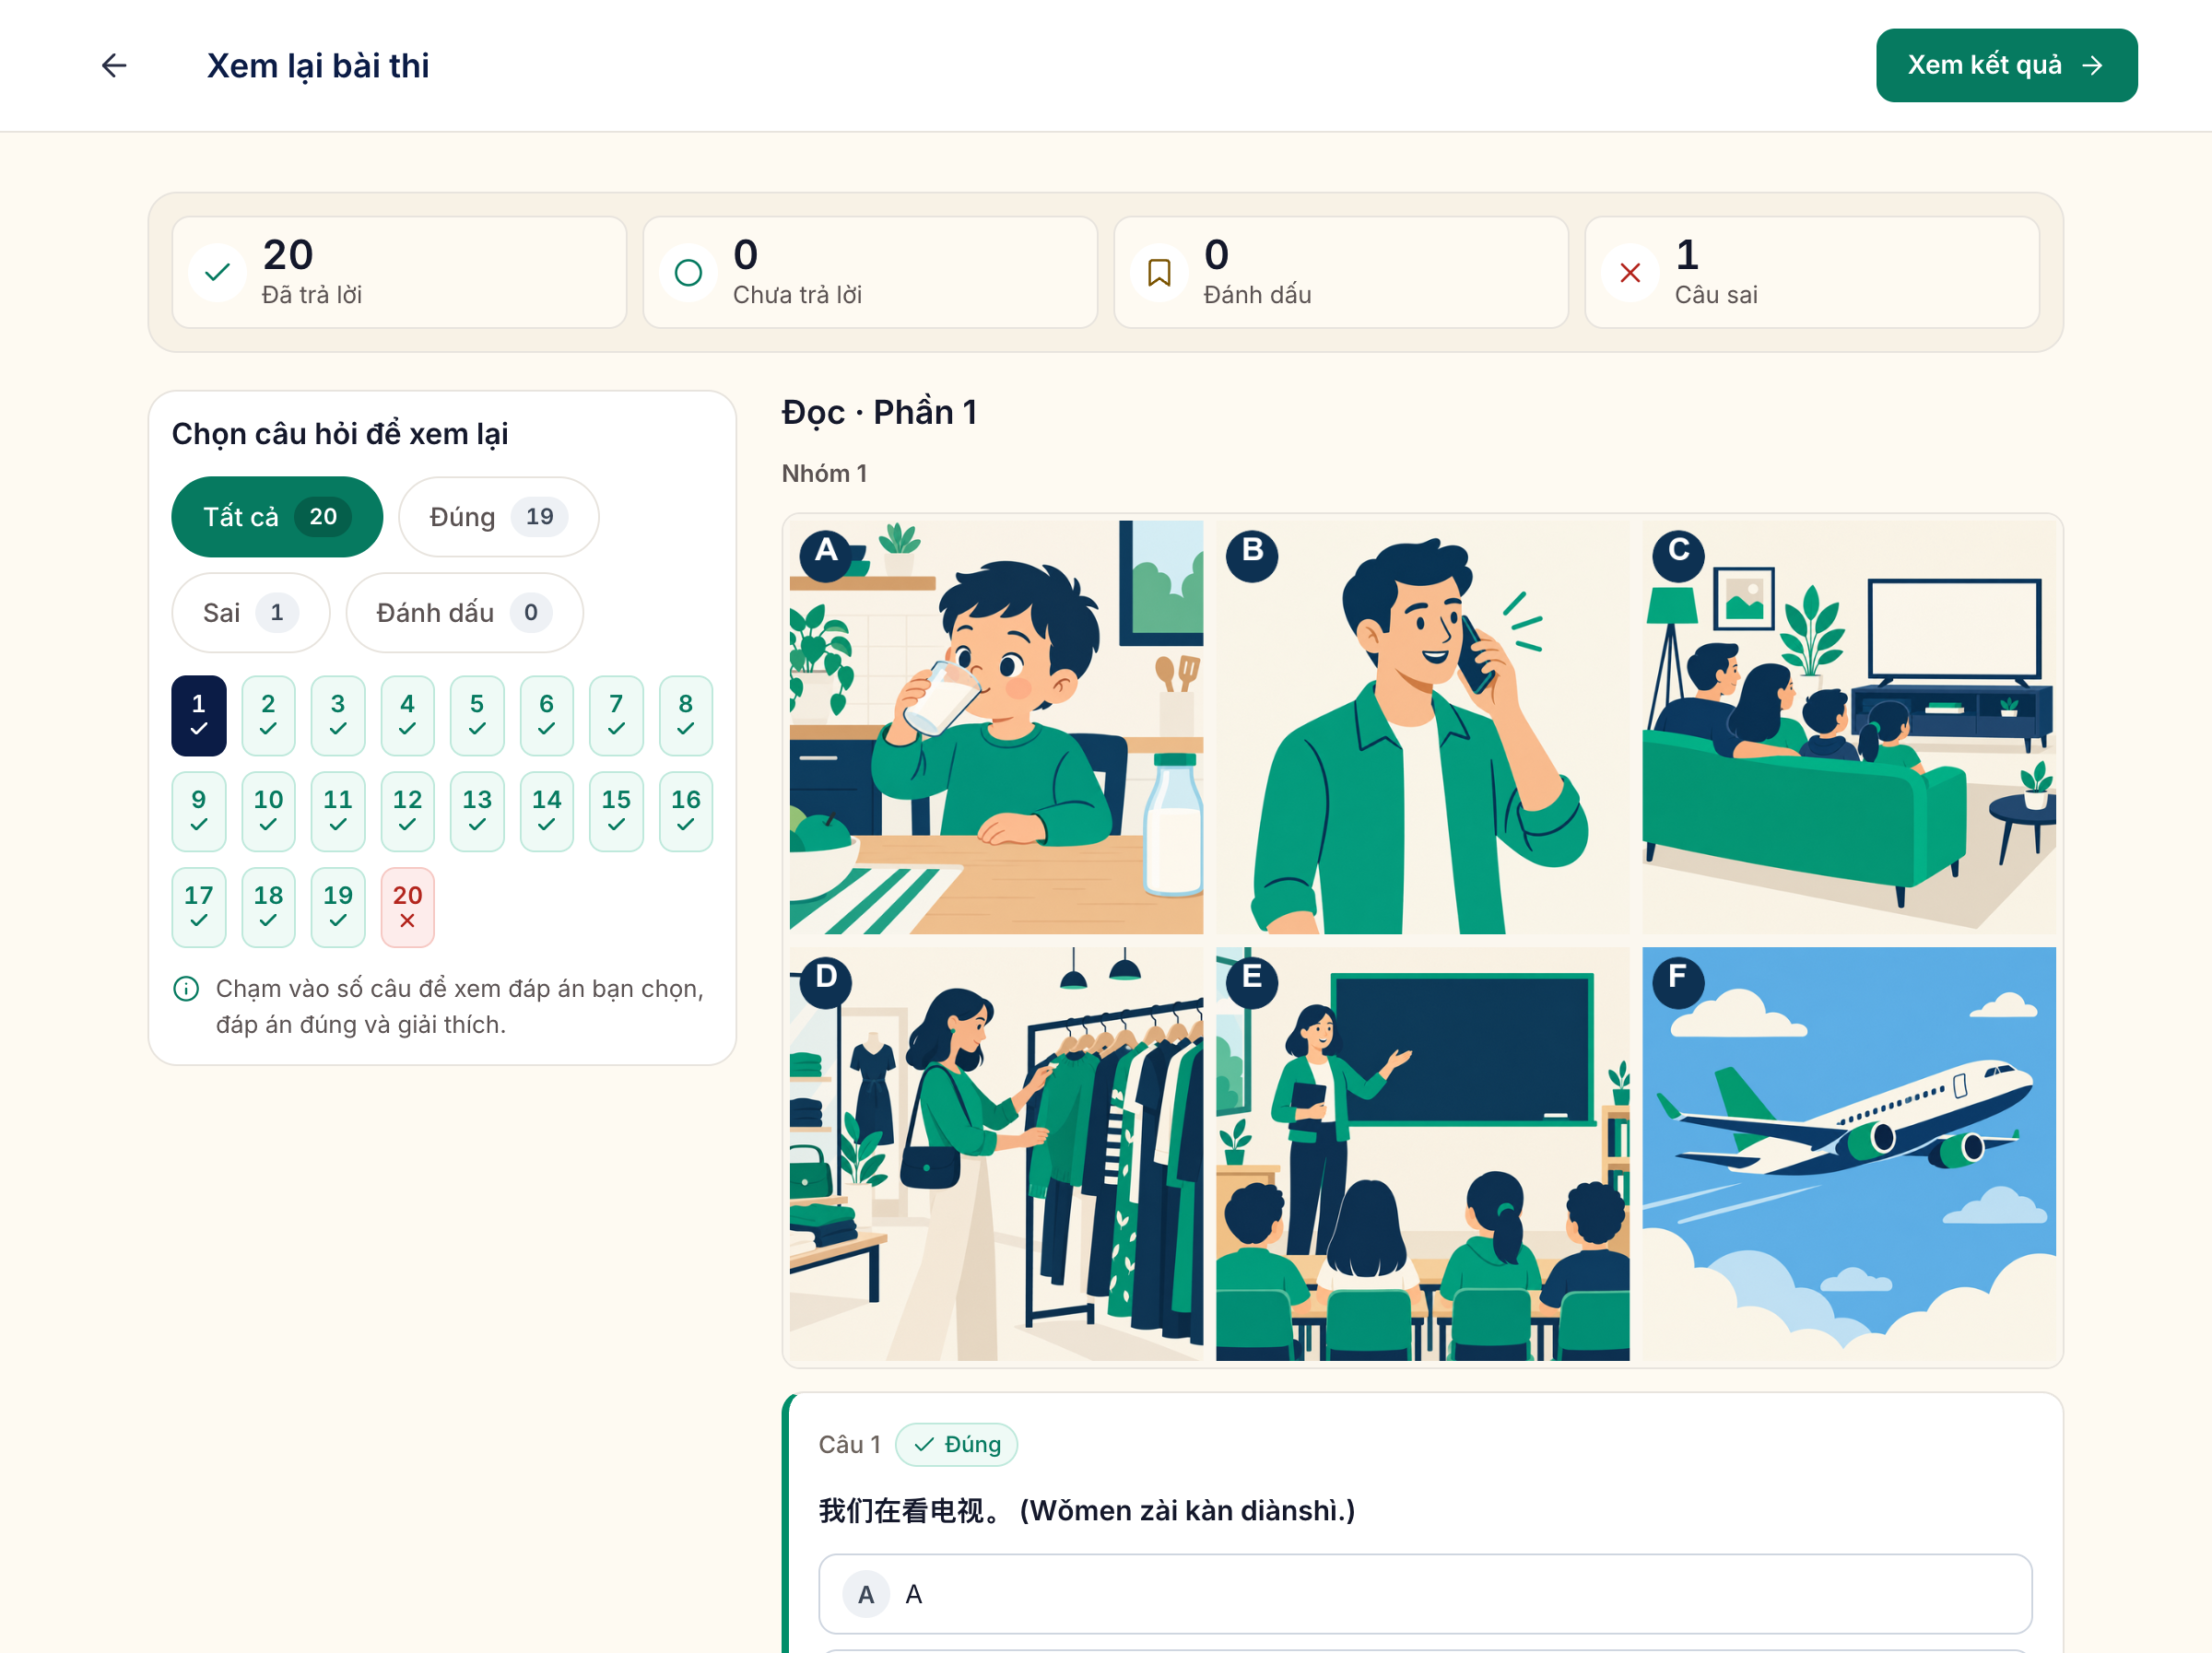 Xem lại bài thi
Xem kết quả
20
Đã trả lời
0
Chưa trả lời
0
Đánh dấu
1
Câu sai
Chọn câu hỏi để xem lại
Tất cả 20
Đúng 19
Sai 1
Đánh dấu 0
1 2 3 4 5 6 7 8
9 10 11 12 13 14 15 16
17 18 19 20
Chạm vào số câu để xem đáp án bạn chọn,
đáp án đúng và giải thích.
Đọc · Phần 1
Nhóm 1
A B C
D E F
Câu 1 Đúng
我们在看电视。 (Wǒmen zài kàn diànshì.)
A A